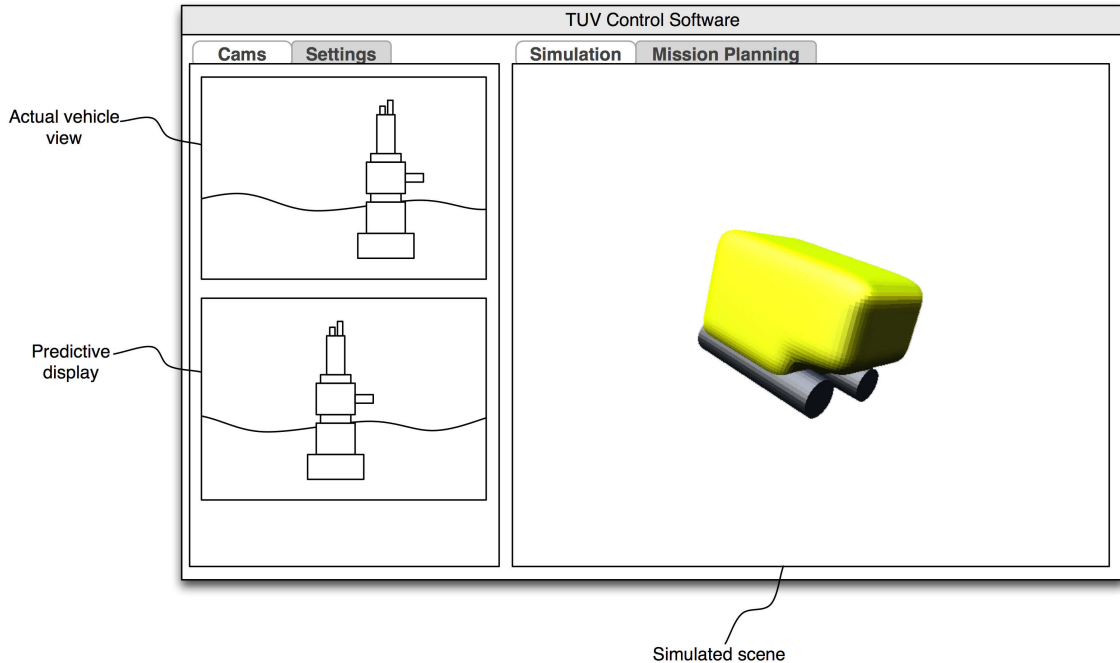 TUV Control Software
Cams
Settings
Simulation
Mission Planning
Actual vehicle
view
Predictive
display
Simulated scene